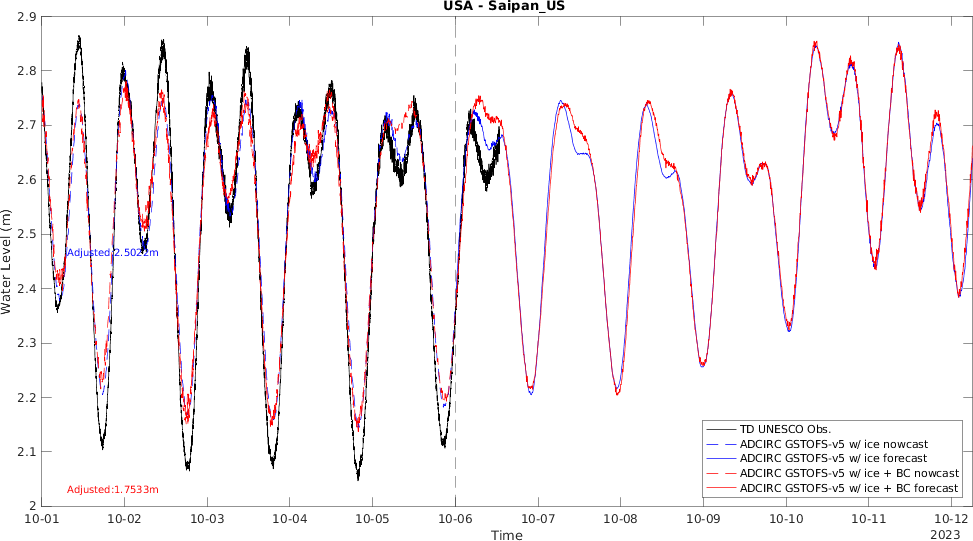 USA - Saipan_US
2.9
2.8
2.7
2.6
2.5
2.4
2.3
2.2
2.1
2
Water Level (m)
Adjusted:2.5022m
Adjusted:1.7533m
TD UNESCO Obs.
ADCIRC GSTOFS-v5 w/ ice nowcast
ADCIRC GSTOFS-v5 w/ ice forecast
ADCIRC GSTOFS-v5 w/ ice + BC nowcast
ADCIRC GSTOFS-v5 w/ ice + BC forecast
10-01 10-02 10-03 10-04 10-05 10-06 10-07 10-08 10-09 10-10 10-11 10-12
2023
Time